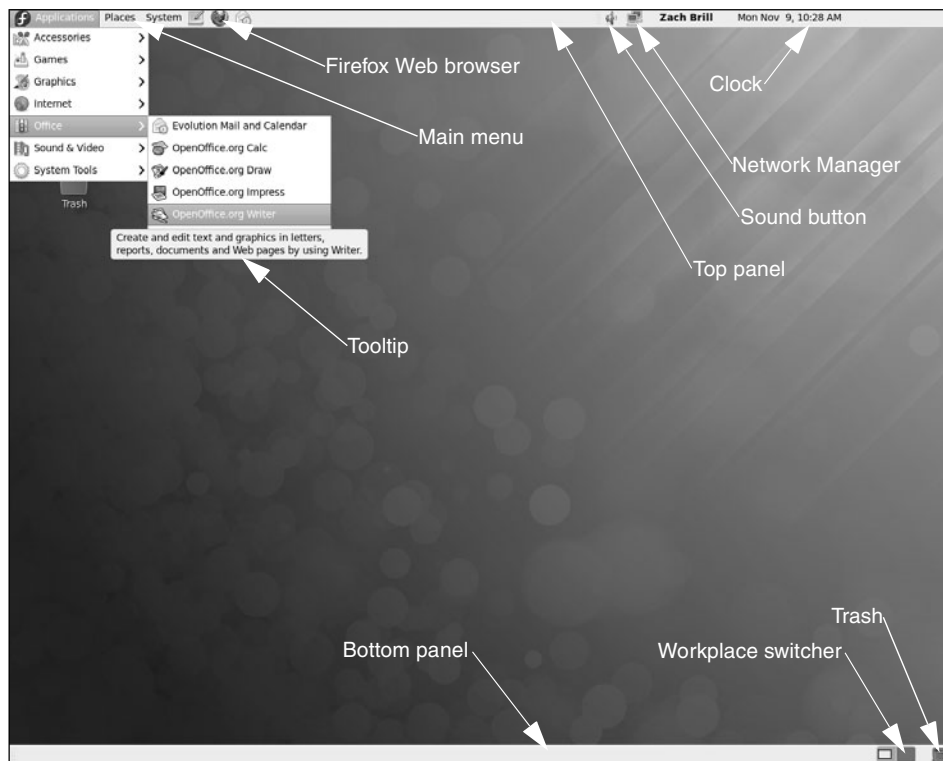 Applications Places System Zach Brill Mon Nov 9, 10:28 AM
Accessories
Games
Graphics
Internet
Office
Sound & Video
System Tools
Evolution Mail and Calendar
OpenOffice.org Calc
OpenOffice.org Draw
OpenOffice.org Impress
OpenOffice.org Writer
Create and edit text and graphics in letters,
reports, documents and Web pages by using Writer.
Trash
Firefox Web browser
Clock
Main menu
Network Manager
Sound button
Top panel
Tooltip
Trash
Bottom panel
Workplace switcher